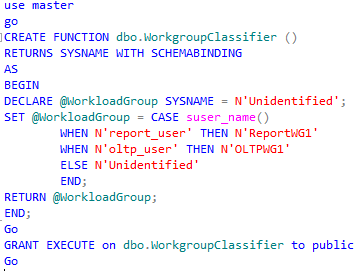 use master
go
CREATE FUNCTION dbo.WorkgroupClassifier ()
RETURNS SYSNAME WITH SCHEMABINDING
AS
BEGIN
DECLARE @WorkloadGroup SYSNAME = N'Unidentified';
SET @WorkloadGroup = CASE suser_name()
WHEN N'report_user' THEN N'ReportWG1'
WHEN N'oltp_user' THEN N'OLTPWG1'
ELSE N'Unidentified'
END;
RETURN @WorkloadGroup;
END;
Go
GRANT EXECUTE on dbo.WorkgroupClassifier to public
Go